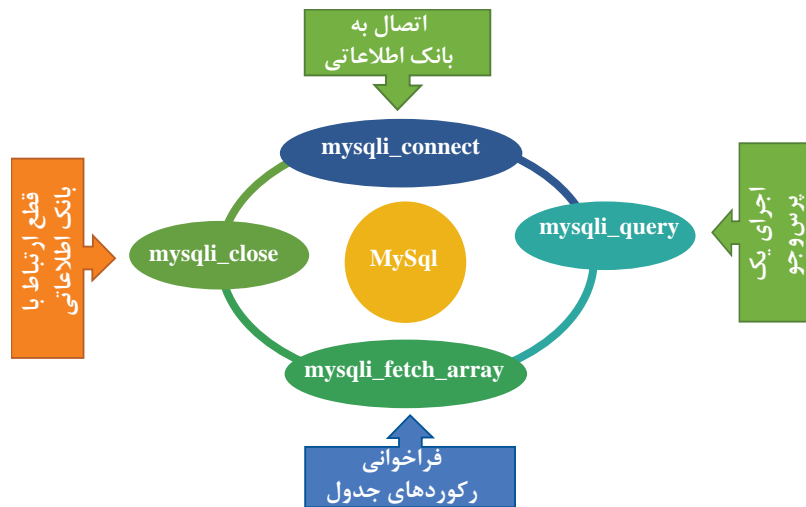 اتصال به
بانک اطلاعاتی
mysqli_connect
اجرای یک
پرس‌وجو
mysqli_query
MySql
mysqli_close
قطع ارتباط با
بانک اطلاعاتی
mysqli_fetch_array
فراخوانی
رکوردهای جدول